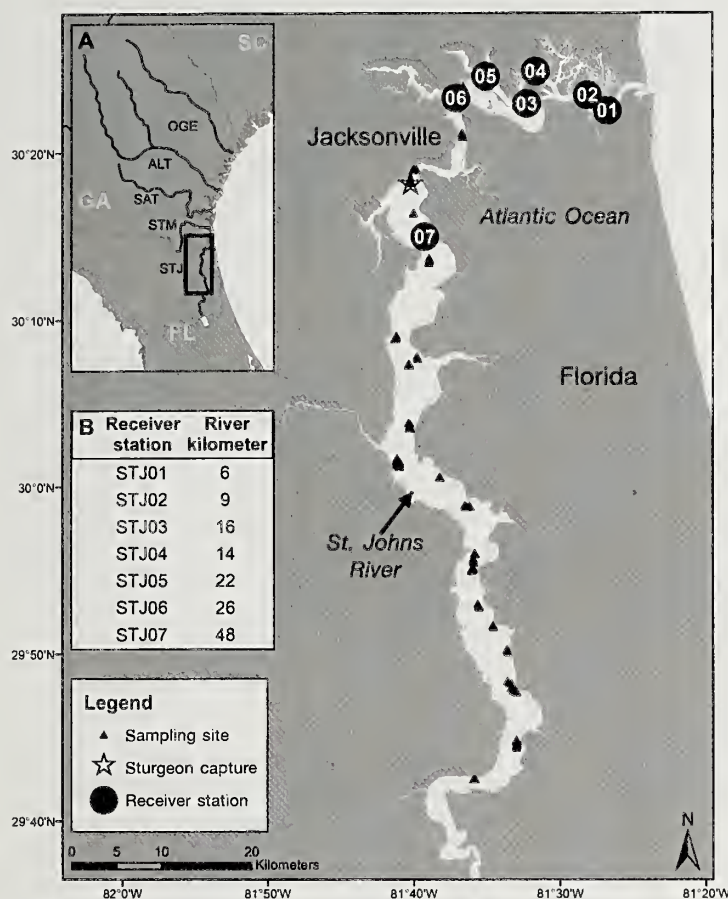 A
SC
OGE
ALT
GA
SAT
STM
STJ
FL
05
04
06
03
02
01
Jacksonville
Atlantic Ocean
07
Florida
St. Johns
River
B Receiver station River kilometer
STJ01 6
STJ02 9
STJ03 16
STJ04 14
STJ05 22
STJ06 26
STJ07 48
Legend
Sampling site
Sturgeon capture
Receiver station
0 5 10 20
Kilometers
N
30°20'N
30°10'N
30°0'N
29°50'N
29°40'N
82°0'W 81°50'W 81°40'W 81°30'W 81°20'W